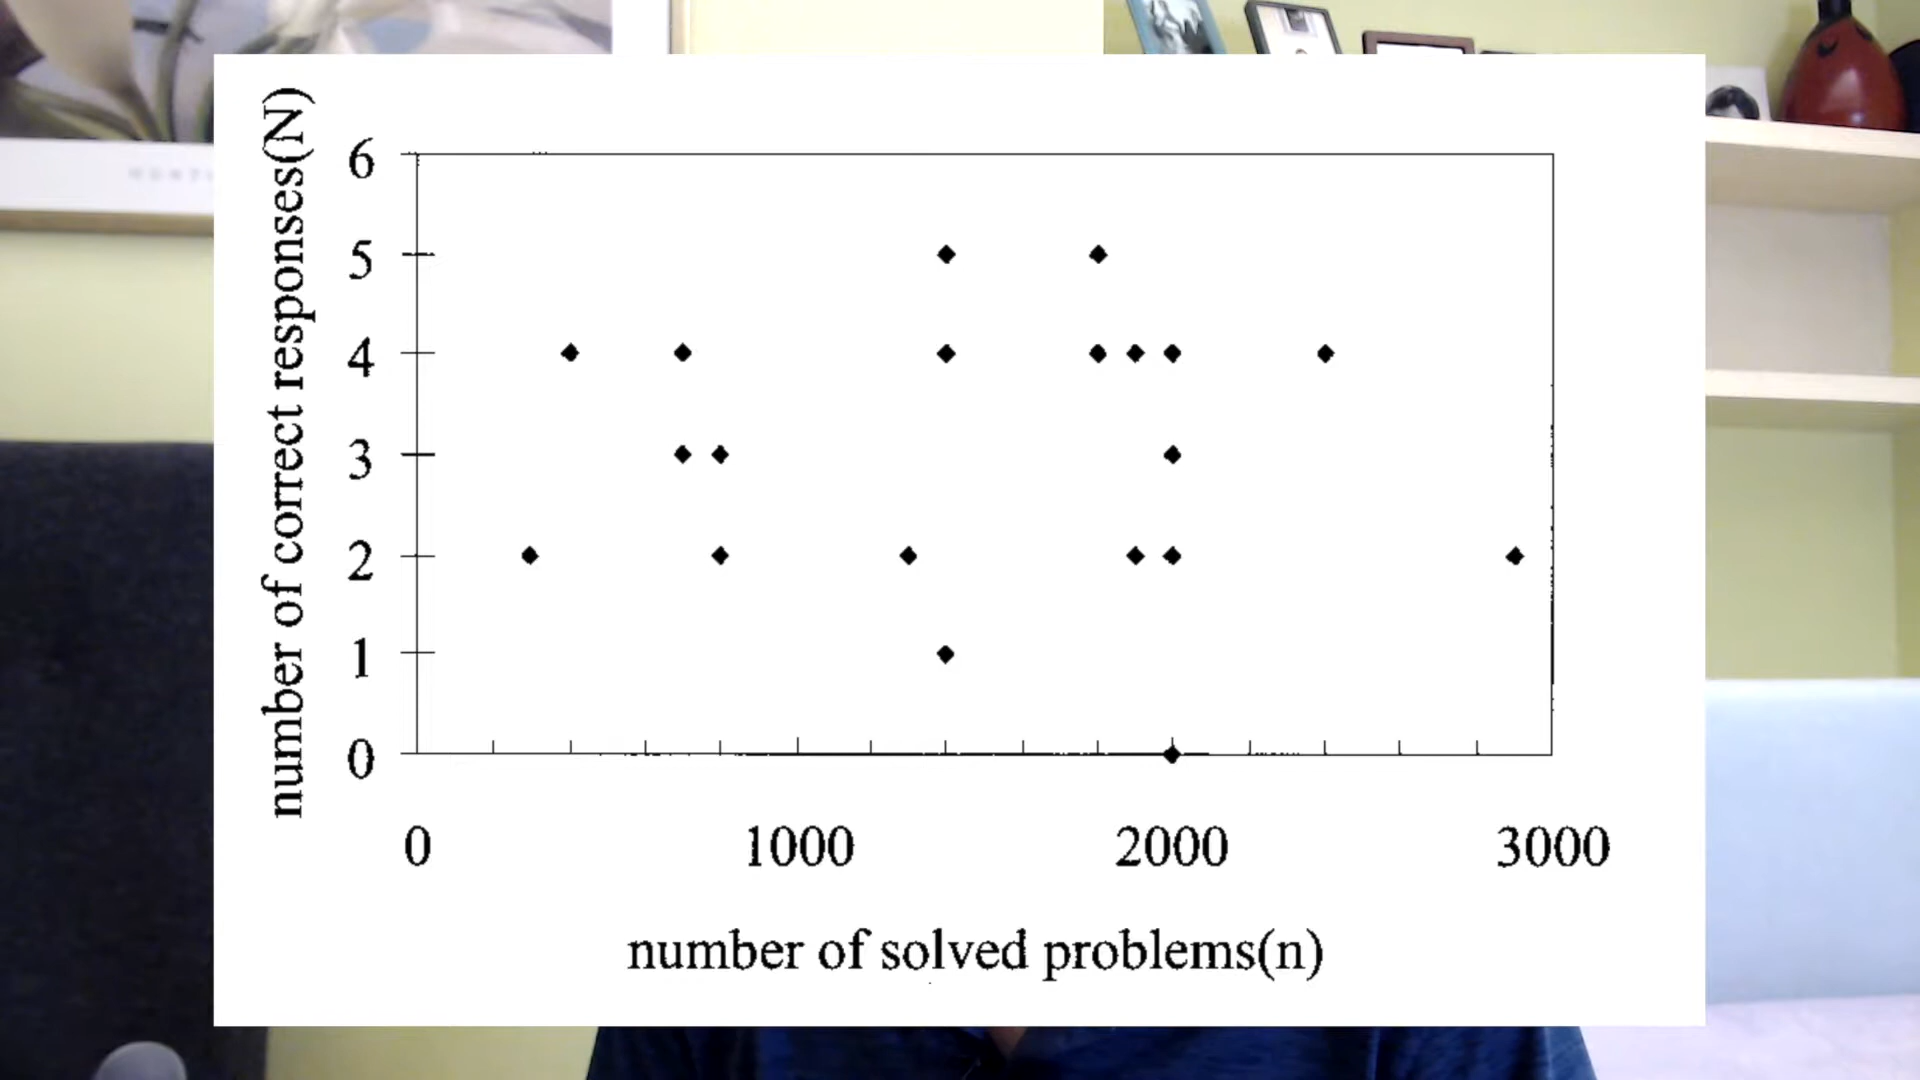 number of correct responses(N)
6
5
4
3
2
1
0
0 1000 2000 3000
number of solved problems(n)